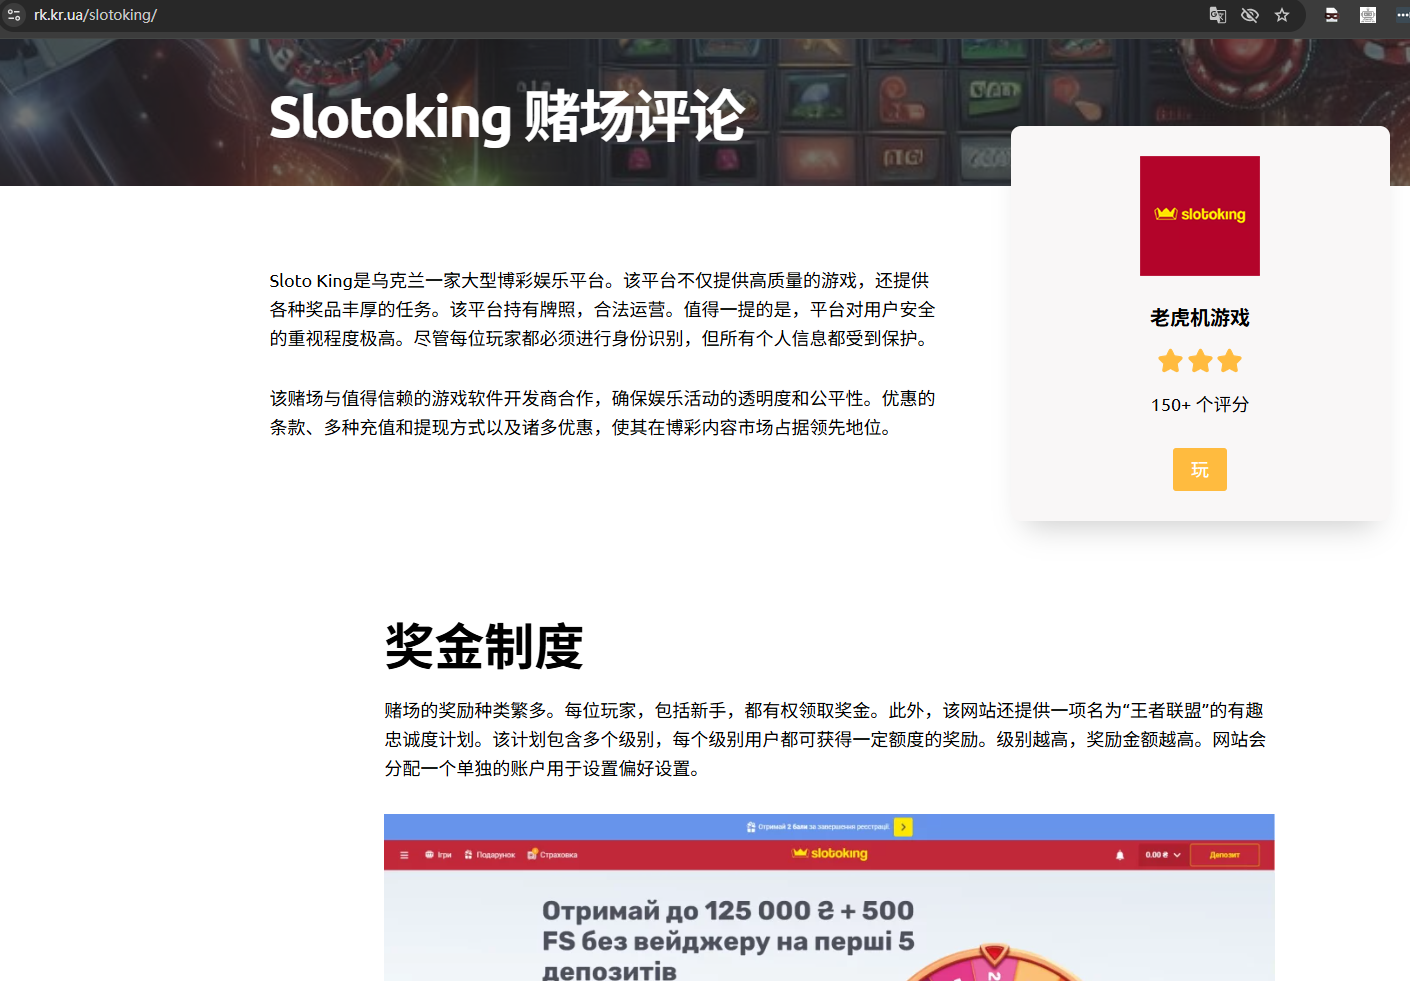 rk.kr.ua/slotoking/
Slotoking 赌场评论
slotoking
老虎机游戏
150+ 个评分
玩
Sloto King是乌克兰一家大型博彩娱乐平台。该平台不仅提供高质量的游戏，还提供
各种奖品丰厚的任务。该平台持有牌照，合法运营。值得一提的是，平台对用户安全
的重视程度极高。尽管每位玩家都必须进行身份识别，但所有个人信息都受到保护。
该赌场与值得信赖的游戏软件开发商合作，确保娱乐活动的透明度和公平性。优惠的
条款、多种充值和提现方式以及诸多优惠，使其在博彩内容市场占据领先地位。
奖金制度
赌场的奖励种类繁多。每位玩家，包括新手，都有权领取奖金。此外，该网站还提供一项名为“王者联盟”的有趣
忠诚度计划。该计划包含多个级别，每个级别用户都可获得一定额度的奖励。级别越高，奖励金额越高。网站会
分配一个单独的账户用于设置偏好设置。
Отримай 2 бали за завершення реєстрації
Ігри Подарунок Страховка slotoking 0.00 ₴ Депозит
Отримай до 125 000 ₴ + 500
FS без вейджеру на перші 5
депозитів